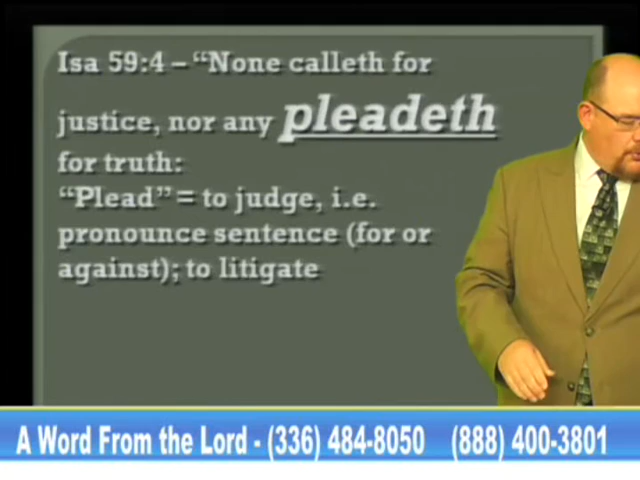 Isa 59:4 – “None calleth for
justice, nor any pleadeth
for truth:
“Plead” = to judge, i.e.
pronounce sentence (for or
against); to litigate
A Word From the Lord - (336) 484-8050 (888) 400-3801